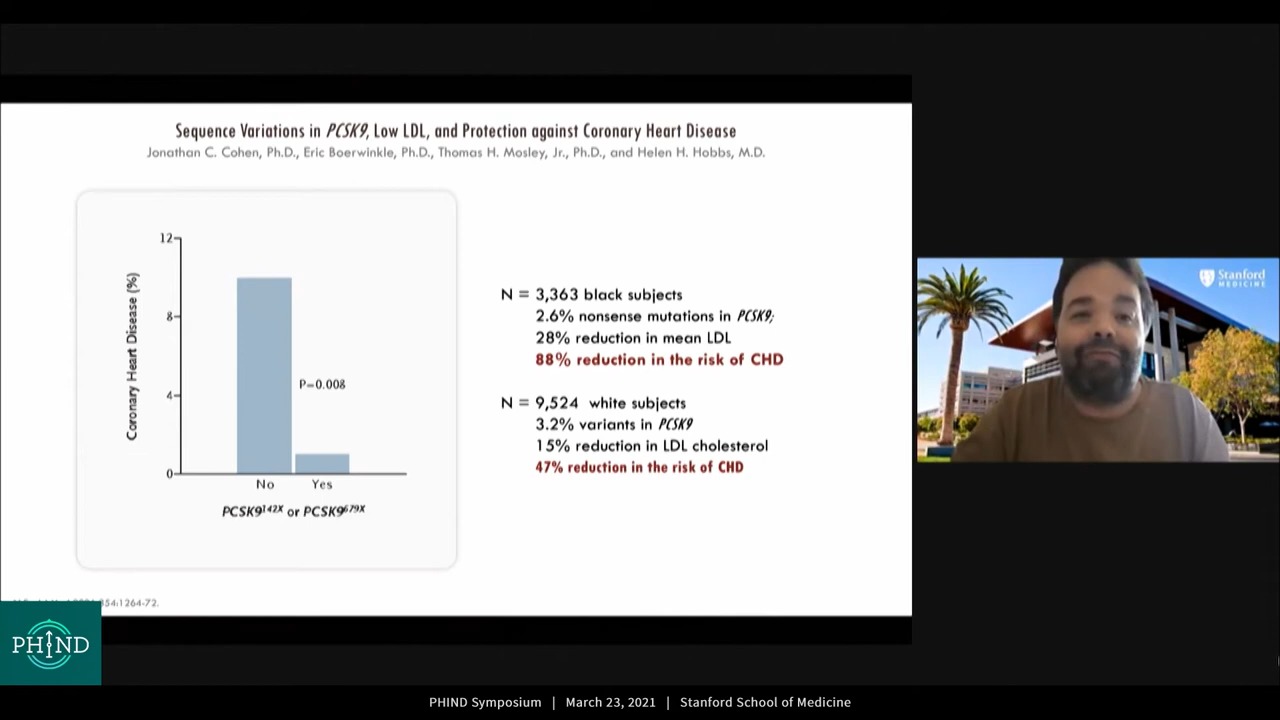 Sequence Variations in PCSK9, Low LDL, and Protection against Coronary Heart Disease
Jonathan C. Cohen, Ph.D., Eric Boerwinkle, Ph.D., Thomas H. Mosley, Jr., Ph.D., and Helen H. Hobbs, M.D.
12
8
4
0
Coronary Heart Disease (%)
P=0.008
No Yes
PCSK9142X or PCSK9679X
N = 3,363 black subjects
2.6% nonsense mutations in PCSK9;
28% reduction in mean LDL
88% reduction in the risk of CHD
N = 9,524 white subjects
3.2% variants in PCSK9
15% reduction in LDL cholesterol
47% reduction in the risk of CHD
354:1264-72.
Stanford
MEDICINE
PHIND
PHIND Symposium | March 23, 2021 | Stanford School of Medicine